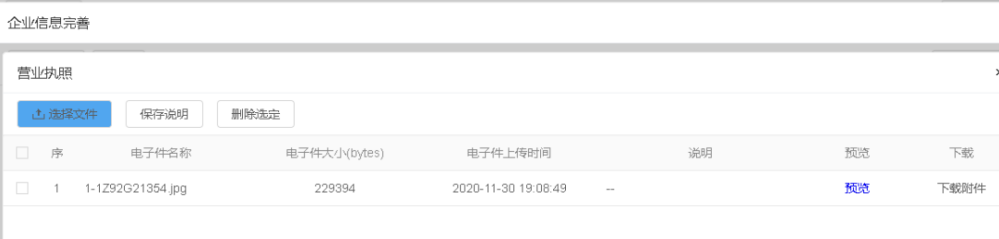 企业信息完善
营业执照
选择文件 保存说明 删除选定
序 电子件名称 电子件大小(bytes) 电子件上传时间 说明 预览 下载
1 1-1Z92G21354.jpg 229394 2020-11-30 19:08:49 -- 预览 下载附件